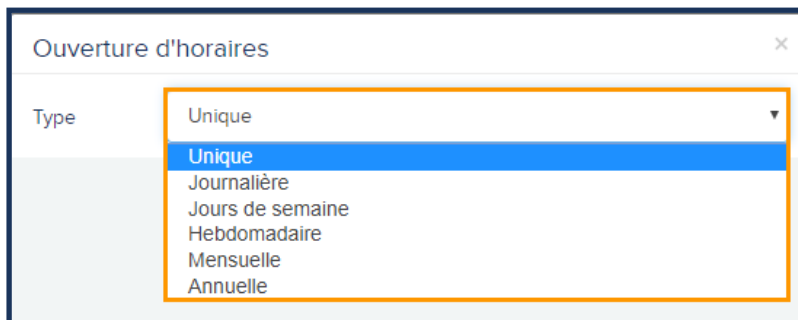 Ouverture d'horaires
×
Type
Unique
Unique
Journalière
Jours de semaine
Hebdomadaire
Mensuelle
Annuelle